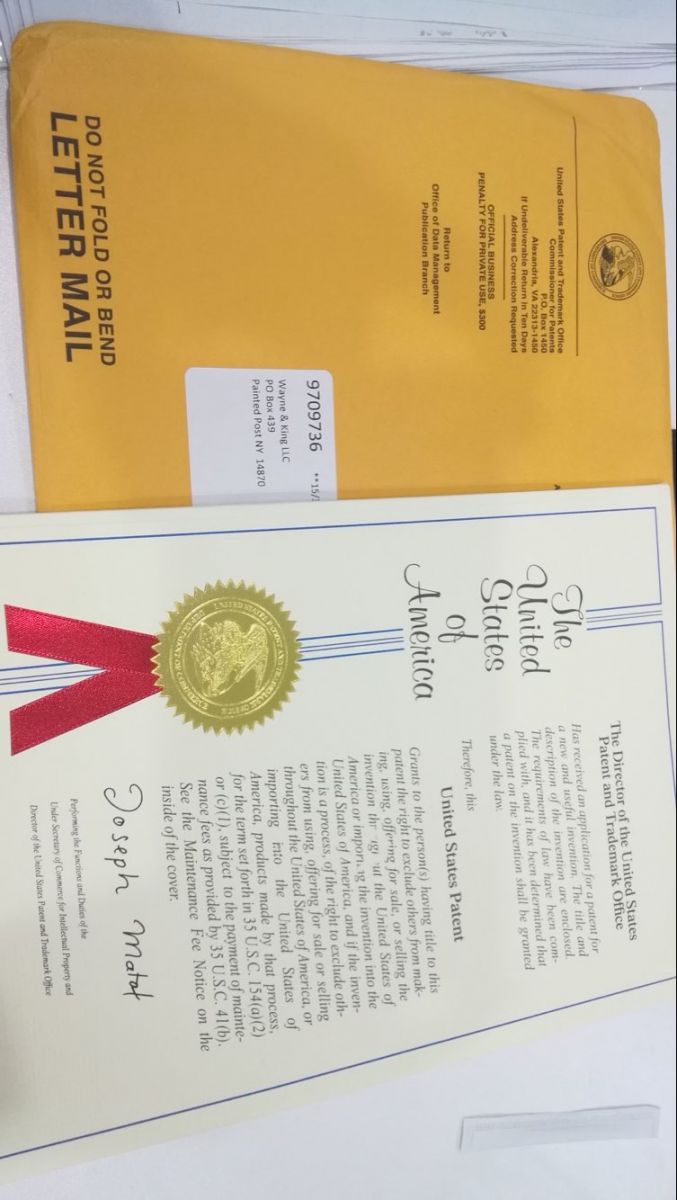 United States Patent and Trademark Office
Commissioner for Patents
P.O. Box 1450
Alexandria, VA 22313-1450
If Undeliverable Return In Ten Days
Address Correction Requested
OFFICIAL BUSINESS
PENALTY FOR PRIVATE USE, $300
Return to
Office of Data Management
Publication Branch
9709736 **15/
Wayne & King LLC
PO Box 439
Painted Post NY 14870
DO NOT FOLD OR BEND
LETTER MAIL
The
United
States
of
America
The Director of the United States
Patent and Trademark Office
Has received an application for a patent for
a new and useful invention. The title and
description of the invention are enclosed.
The requirements of law have been com-
plied with, and it has been determined that
a patent on the invention shall be granted
under the law.
Therefore, this
United States Patent
Grants to the person(s) having title to this
patent the right to exclude others from mak-
ing, using, offering for sale, or selling the
invention the United States of
America or the invention into the
United States of America, and if the inven-
tion is a process, of the right to exclude oth-
ers from using, offering for sale or selling
throughout the United States of America, or
importing into the United States of
America, products made by that process,
for the term set forth in 35 U.S.C. 154(a)(2)
or (c)(1), subject to the payment of mainte-
nance fees as provided by 35 U.S.C. 41(b).
See the Maintenance Fee Notice on the
inside of the cover.
Joseph Matal
Performing the Functions and Duties of the
Under Secretary of Commerce for Intellectual Property and
Director of the United States Patent and Trademark Office